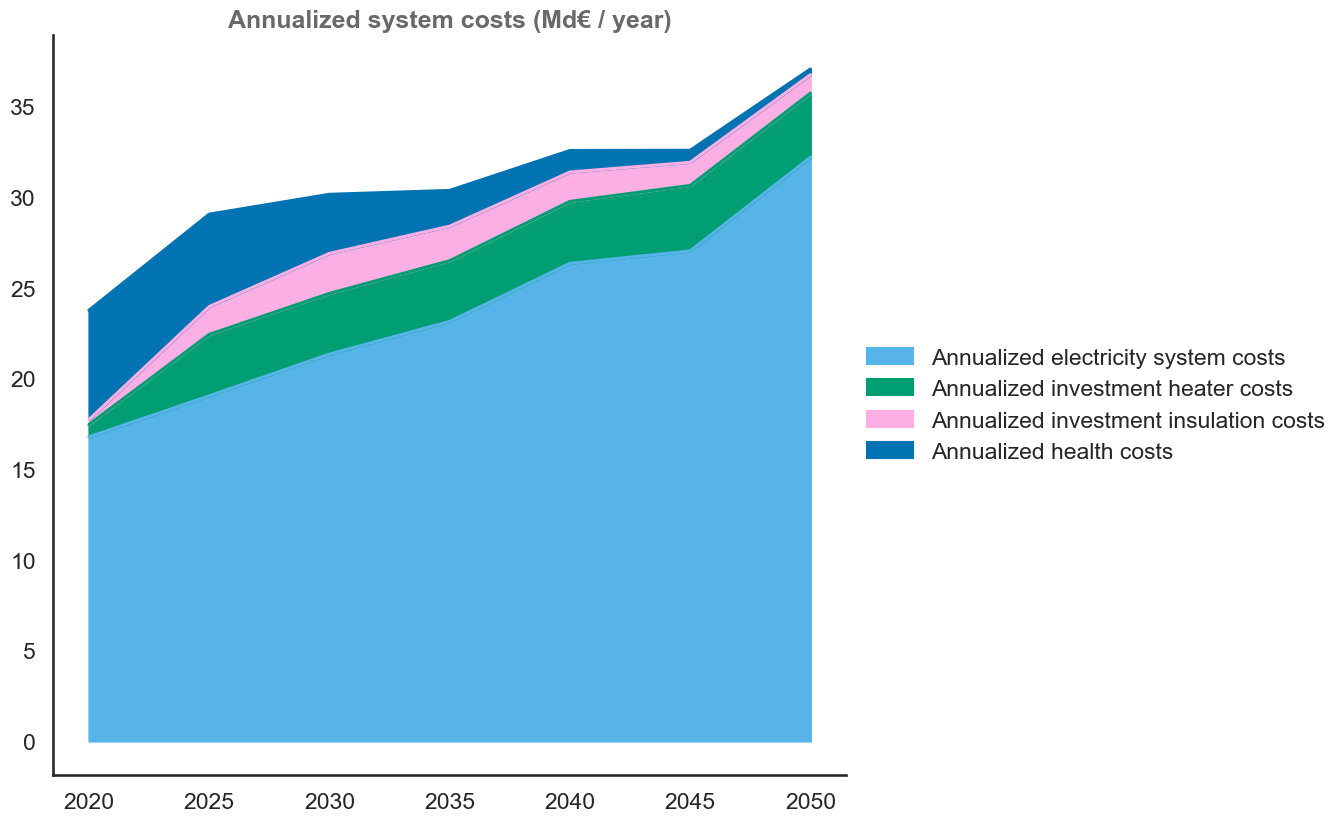 Annualized system costs (Md€ / year)
35
30
25
20
15
10
5
0
2020 2025 2030 2035 2040 2045 2050
Annualized electricity system costs
Annualized investment heater costs
Annualized investment insulation costs
Annualized health costs